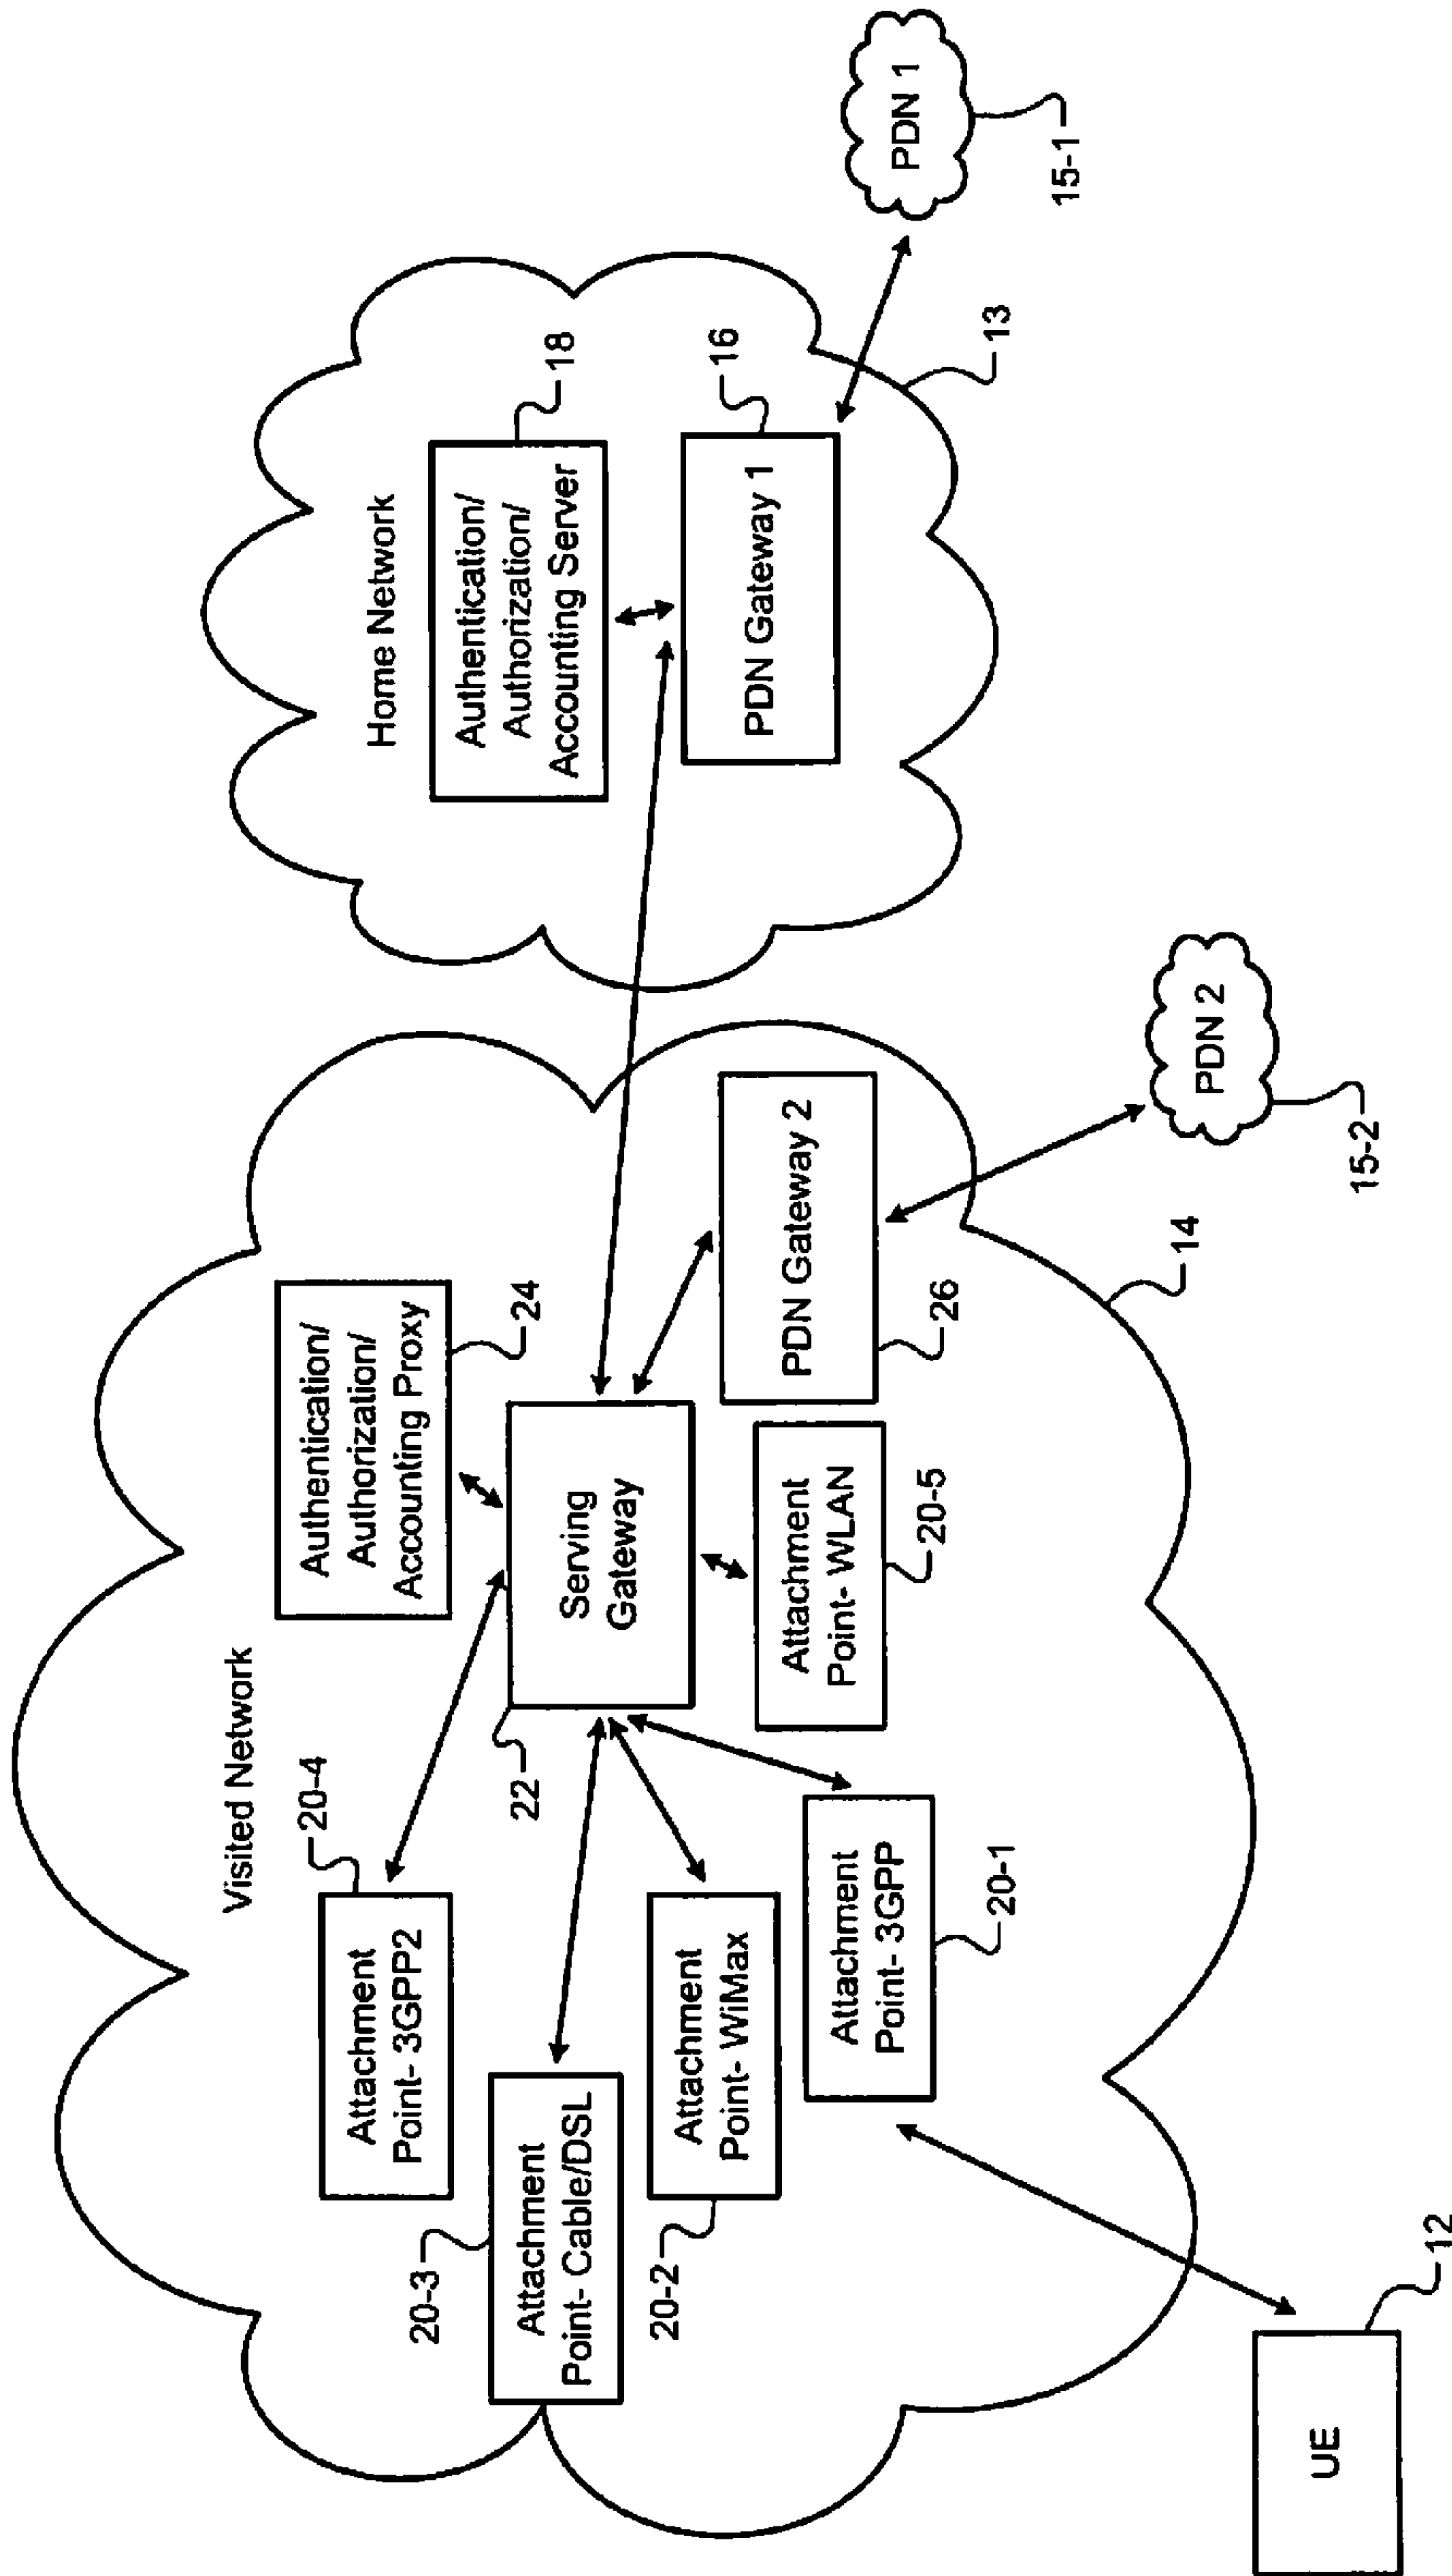 Visited Network
Home Network
Authentication/
Authorization/
Accounting Proxy
24
Authentication/
Authorization/
Accounting Server
18
Attachment
Point- 3GPP2
20-4
Attachment
Point- Cable/DSL
20-3
Attachment
Point- WiMax
20-2
Attachment
Point- 3GPP
20-1
Serving
Gateway
22
Attachment
Point- WLAN
20-5
PDN Gateway 2
26
PDN Gateway 1
16
14
13
PDN 1
15-1
PDN 2
15-2
UE
12